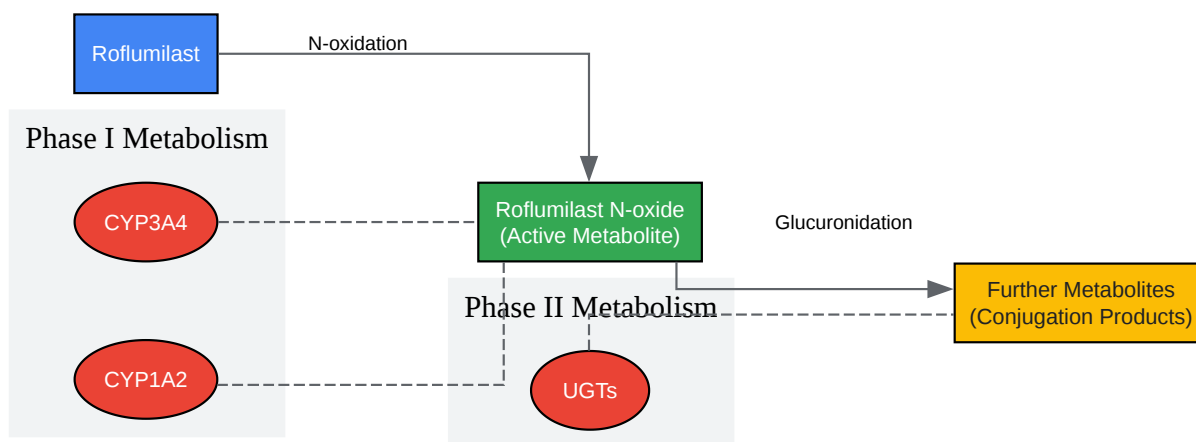 Roflumilast
N-oxidation
Phase I Metabolism
CYP3A4
Roflumilast N-oxide
(Active Metabolite)
Glucuronidation
Phase II Metabolism
Further Metabolites
(Conjugation Products)
CYP1A2
UGTs